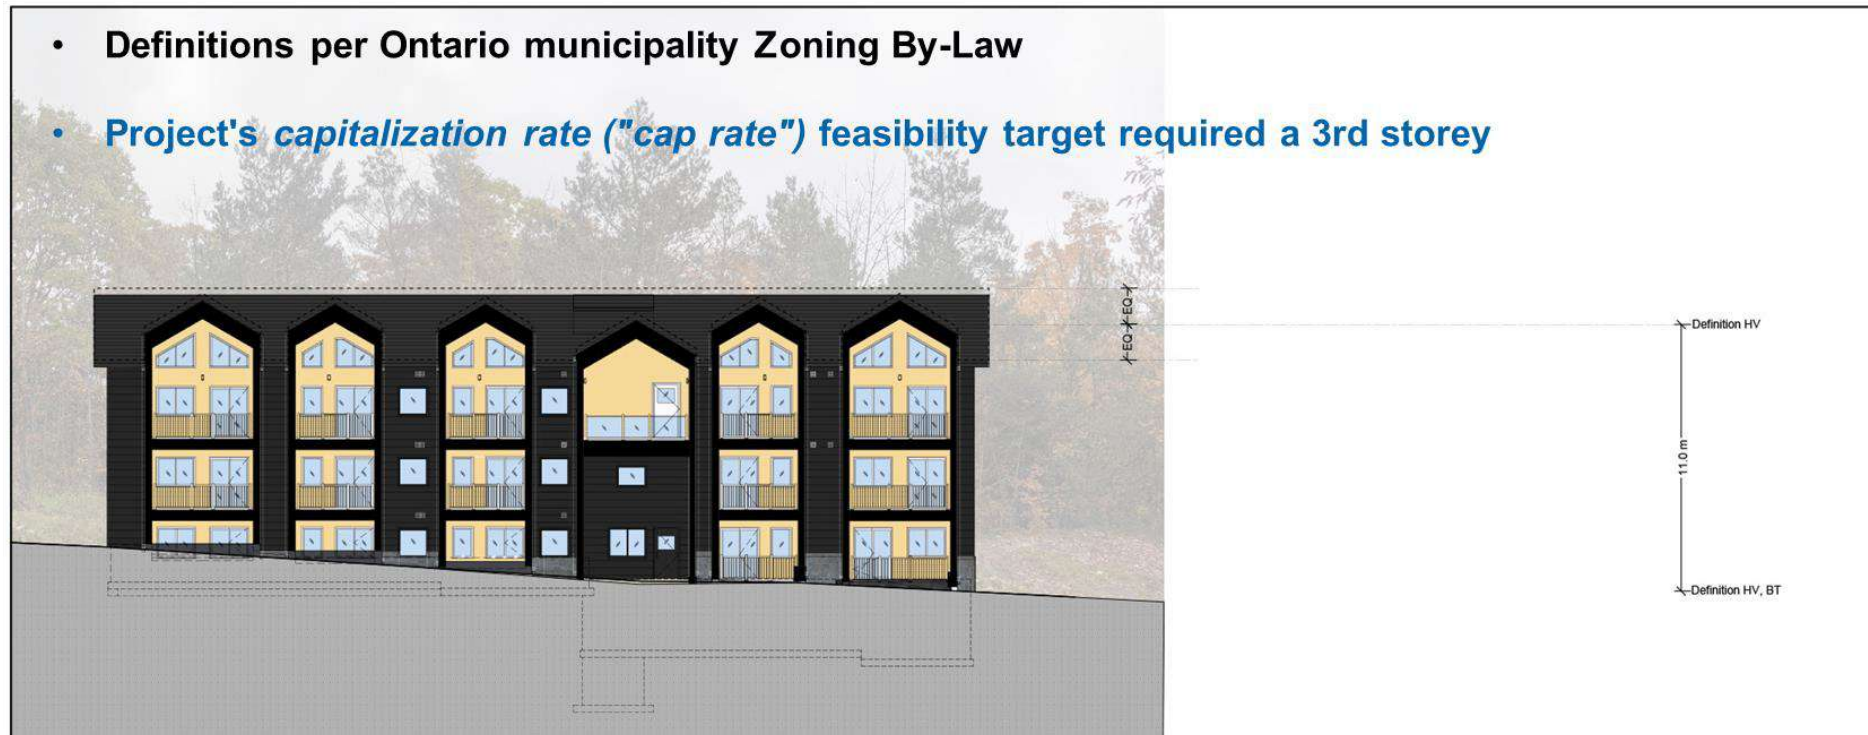 • Definitions per Ontario municipality Zoning By-Law
• Project's capitalization rate ("cap rate") feasibility target required a 3rd storey
EQ
EQ
Definition HV
11.0 m
Definition HV, BT